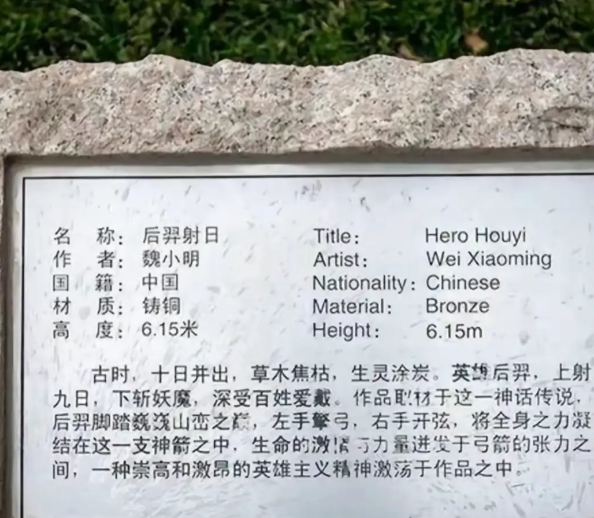 名 称： 后羿射日 Title： Hero Houyi
作 者： 魏小明 Artist： Wei Xiaoming
国 籍： 中国 Nationality： Chinese
材 质： 铸铜 Material： Bronze
高 度： 6.15米 Height： 6.15m
古时，十日并出，草木焦枯，生灵涂炭。英雄后羿，上射
九日，下斩妖魔，深受百姓爱戴。作品取材于这一神话传说，
后羿脚踏巍巍山峦之巅，左手擎弓，右手开弦，将全身之力凝
结在这一支神箭之中，生命的激情与力量迸发于弓箭的张力之
间，一种崇高和激昂的英雄主义精神激荡于作品之中。